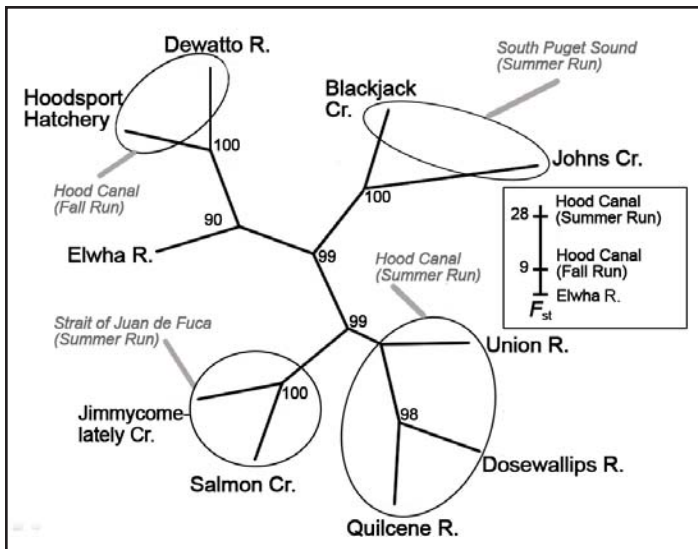 Dewatto R.
Hoodsport
Hatchery
100
Hood Canal
(Fall Run)
90
Elwha R.
South Puget Sound
(Summer Run)
Blackjack
Cr.
Johns Cr.
100
99
28
Hood Canal
(Summer Run)
9
Hood Canal
(Fall Run)
Elwha R.
Fst
Hood Canal
(Summer Run)
99
Union R.
Strait of Juan de Fuca
(Summer Run)
100
Jimmycome-
lately Cr.
Salmon Cr.
98
Dosewallips R.
Quilcene R.